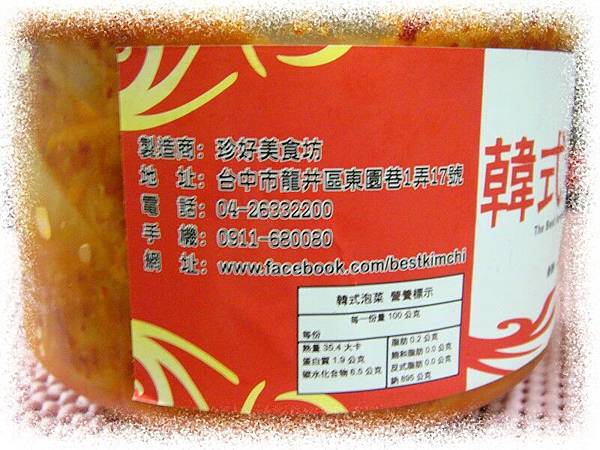 製造商：珍好美食坊
地　址：台中市龍井區東園巷1弄17號
電　話：04-26332200
手　機：0911-680080
網　址：www.facebook.com/bestkimchi
韓式
The Best
韓式泡菜 營養標示
每一份量 100 公克
每份
熱量 35.4 大卡
蛋白質 1.9 公克
碳水化合物 6.5 公克
脂肪 0.2 公克
飽和脂肪 0.0 公克
反式脂肪 0.0 公克
鈉 895 公克